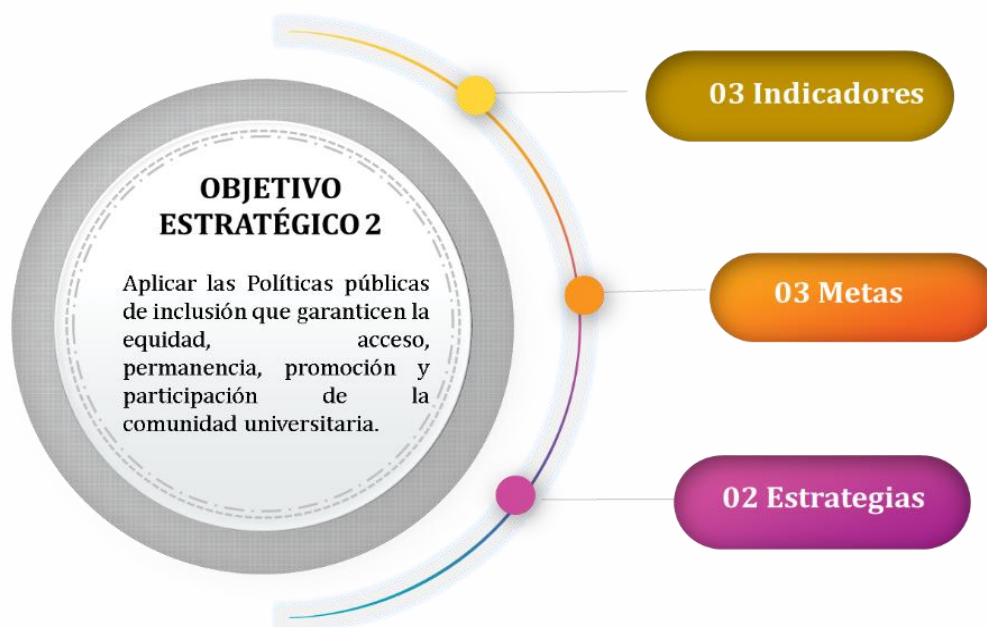 OBJETIVO
ESTRATÉGICO 2
Aplicar las Políticas públicas
de inclusión que garanticen la
equidad, acceso,
permanencia, promoción y
participación de la
comunidad universitaria.
03 Indicadores
03 Metas
02 Estrategias